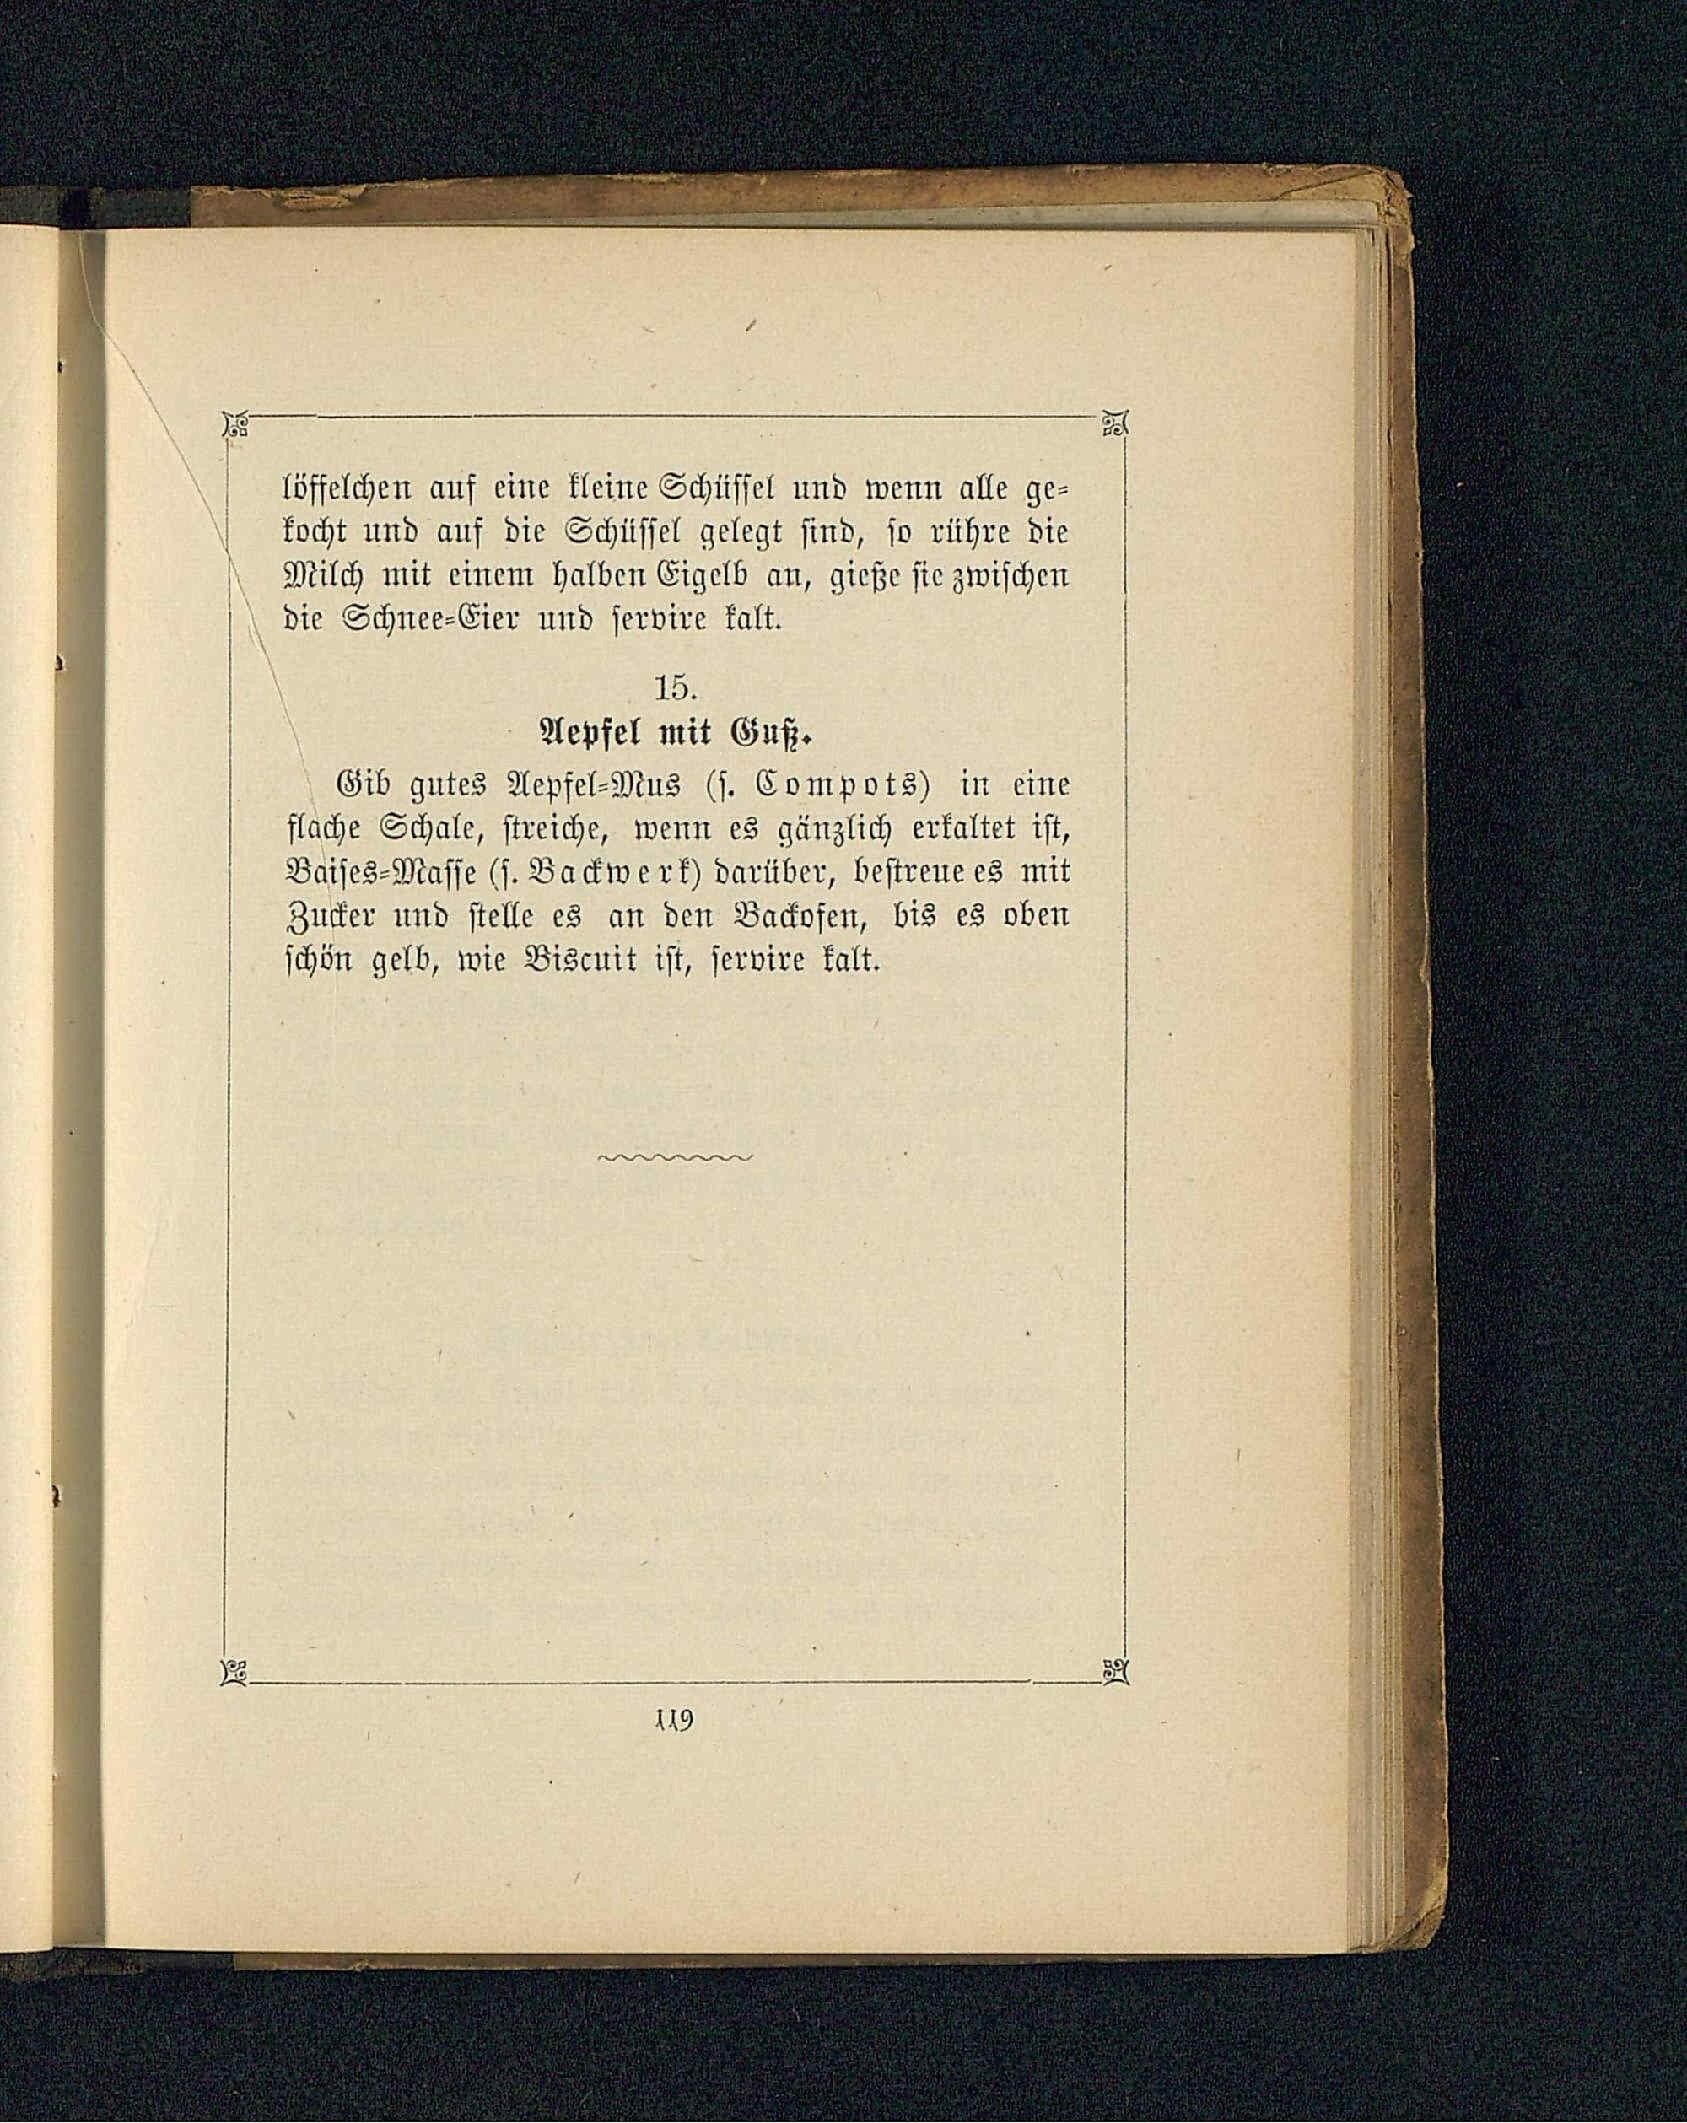 löffelchen auf eine kleine Schüssel und wenn alle ge-
kocht und auf die Schüssel gelegt sind, so rühre die
Milch mit einem halben Eigelb an, gieße sie zwischen
die Schnee-Eier und servire kalt.
15.
Aepfel mit Guß.
Gib gutes Aepfel-Mus (s. Compots) in eine
flache Schale, streiche, wenn es gänzlich erkaltet ist,
Baises-Masse (s. Backwerk) darüber, bestreue es mit
Zucker und stelle es an den Backofen, bis es oben
schön gelb, wie Biscuit ist, servire kalt.
119